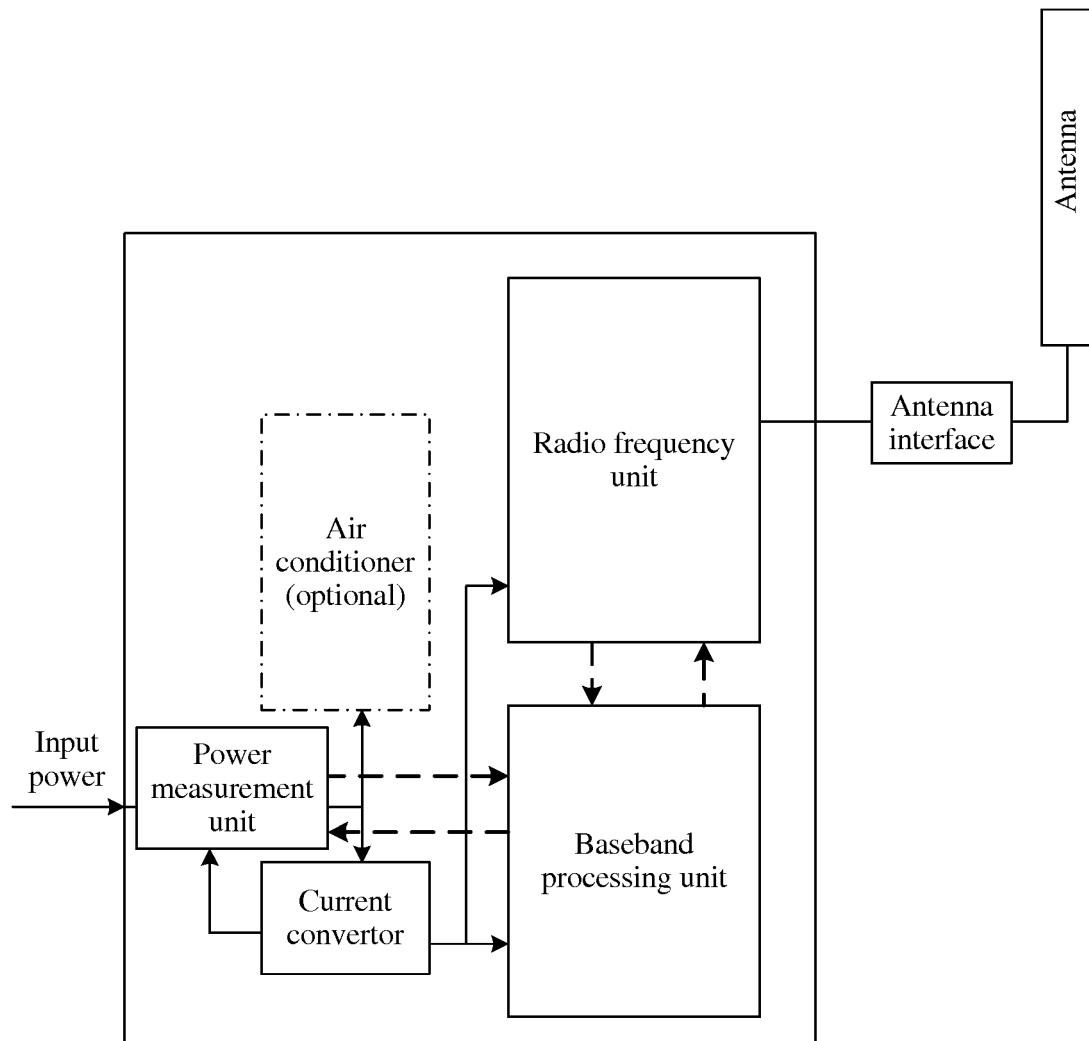 Antenna
Antenna
interface
Radio frequency
unit
Air
conditioner
(optional)
Input
power
Power
measurement
unit
Baseband
processing unit
Current
convertor